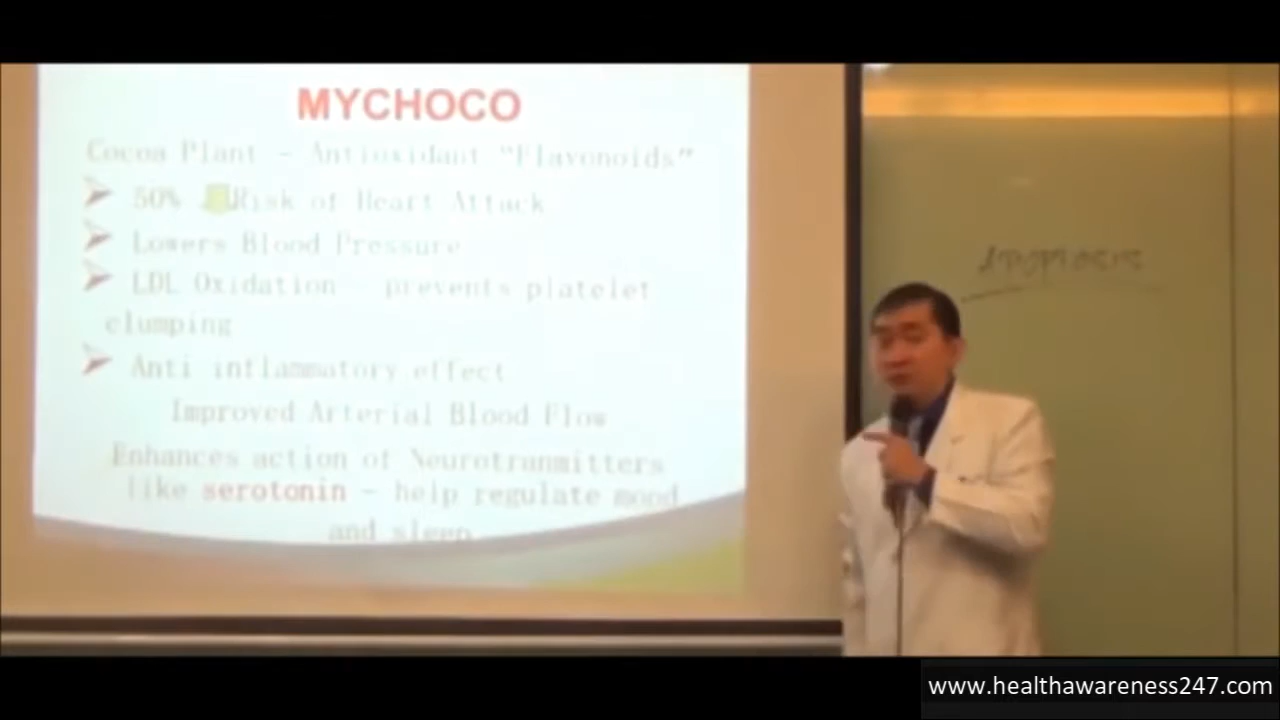 MYCHOCO
Cocoa Plant - Antioxidant "Flavonoids"
50% Risk of Heart Attack
Lowers Blood Pressure
LDL Oxidation - prevents platelet
clumping
Anti inflammatory effect
Improved Arterial Blood Flow
Enhances action of Neurotranmitters
like serotonin - help regulate mood
and sleep
www.healthawareness247.com